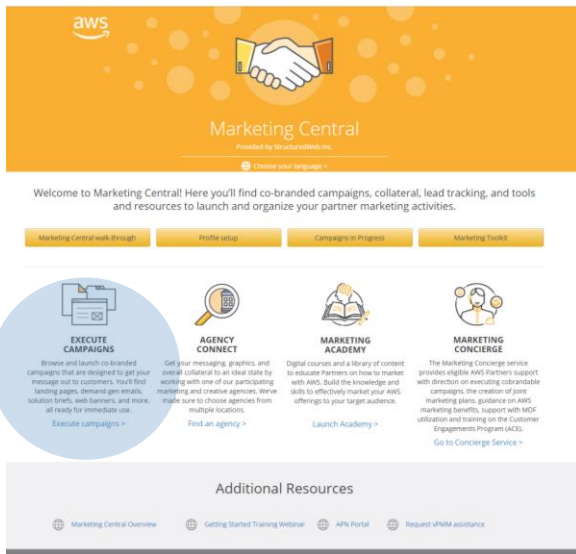 aws
Marketing Central
Provided by StructuredWeb Inc.
Choose your language >
Welcome to Marketing Central! Here you'll find co-branded campaigns, collateral, lead tracking, and tools
and resources to launch and organize your partner marketing activities.
Marketing Central walk-through
Profile setup
Campaigns in Progress
Marketing Toolkit
EXECUTE
CAMPAIGNS
Browse and launch co-branded
campaigns that are designed to get your
message out to customers. You'll find
landing pages, demand-gen emails,
solution briefs, web banners, and more,
all ready for immediate use.
Execute campaigns >
AGENCY
CONNECT
Get your messaging, graphics, and
overall collateral to an ideal state by
working with one of our participating
marketing and creative agencies. We've
made sure to choose agencies from
multiple locations.
Find an agency >
MARKETING
ACADEMY
Digital courses and a library of content
to educate Partners on how to market
with AWS. Build the knowledge and
skills to effectively market your AWS
offerings to your target audience.
Launch Academy >
MARKETING
CONCIERGE
The Marketing Concierge service
provides eligible AWS Partners support
with direction on executing cobrandable
campaigns, the creation of joint
marketing plans, guidance on AWS
marketing benefits, support with MDF
utilization and training on the Customer
Engagements Program (ACE).
Go to Concierge Service >
Additional Resources
Marketing Central Overview
Getting Started Training Webinar
APN Portal
Request vPMM assistance